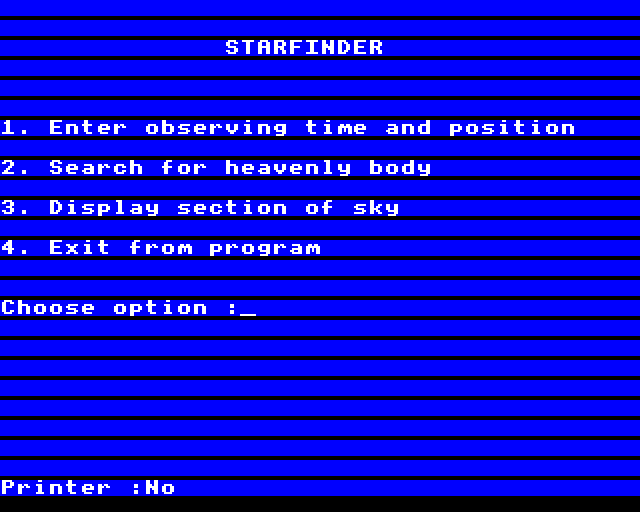 STARFINDER
1. Enter observing time and position
2. Search for heavenly body
3. Display section of sky
4. Exit from program
Choose option :_
Printer :No